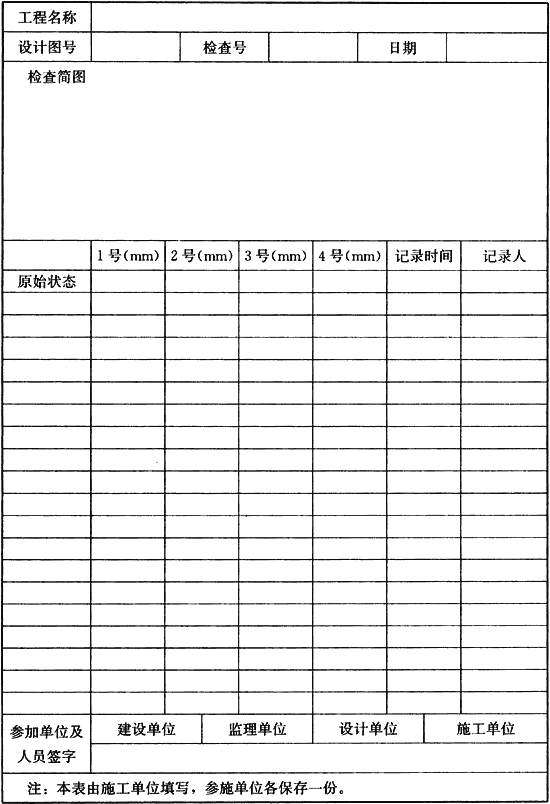 工程名称
设计图号 检查号 日期
检查简图
1号(mm) 2号(mm) 3号(mm) 4号(mm) 记录时间 记录人
原始状态
参加单位及人员签字 建设单位 监理单位 设计单位 施工单位
注：本表由施工单位填写，参施单位各保存一份。